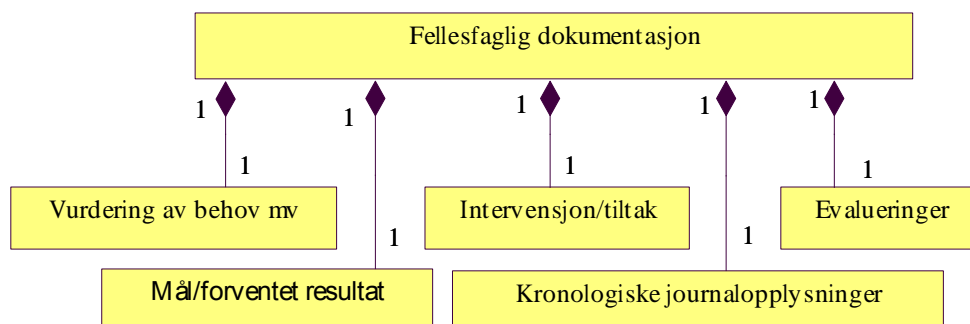 Fellesfaglig dokumentasjon
1 1 1 1 1
1 1 1
Vurdering av behov mv Intervensjon/tiltak Evalueringer
1 1
Mål/forventet resultat Kronologiske journalopplysninger